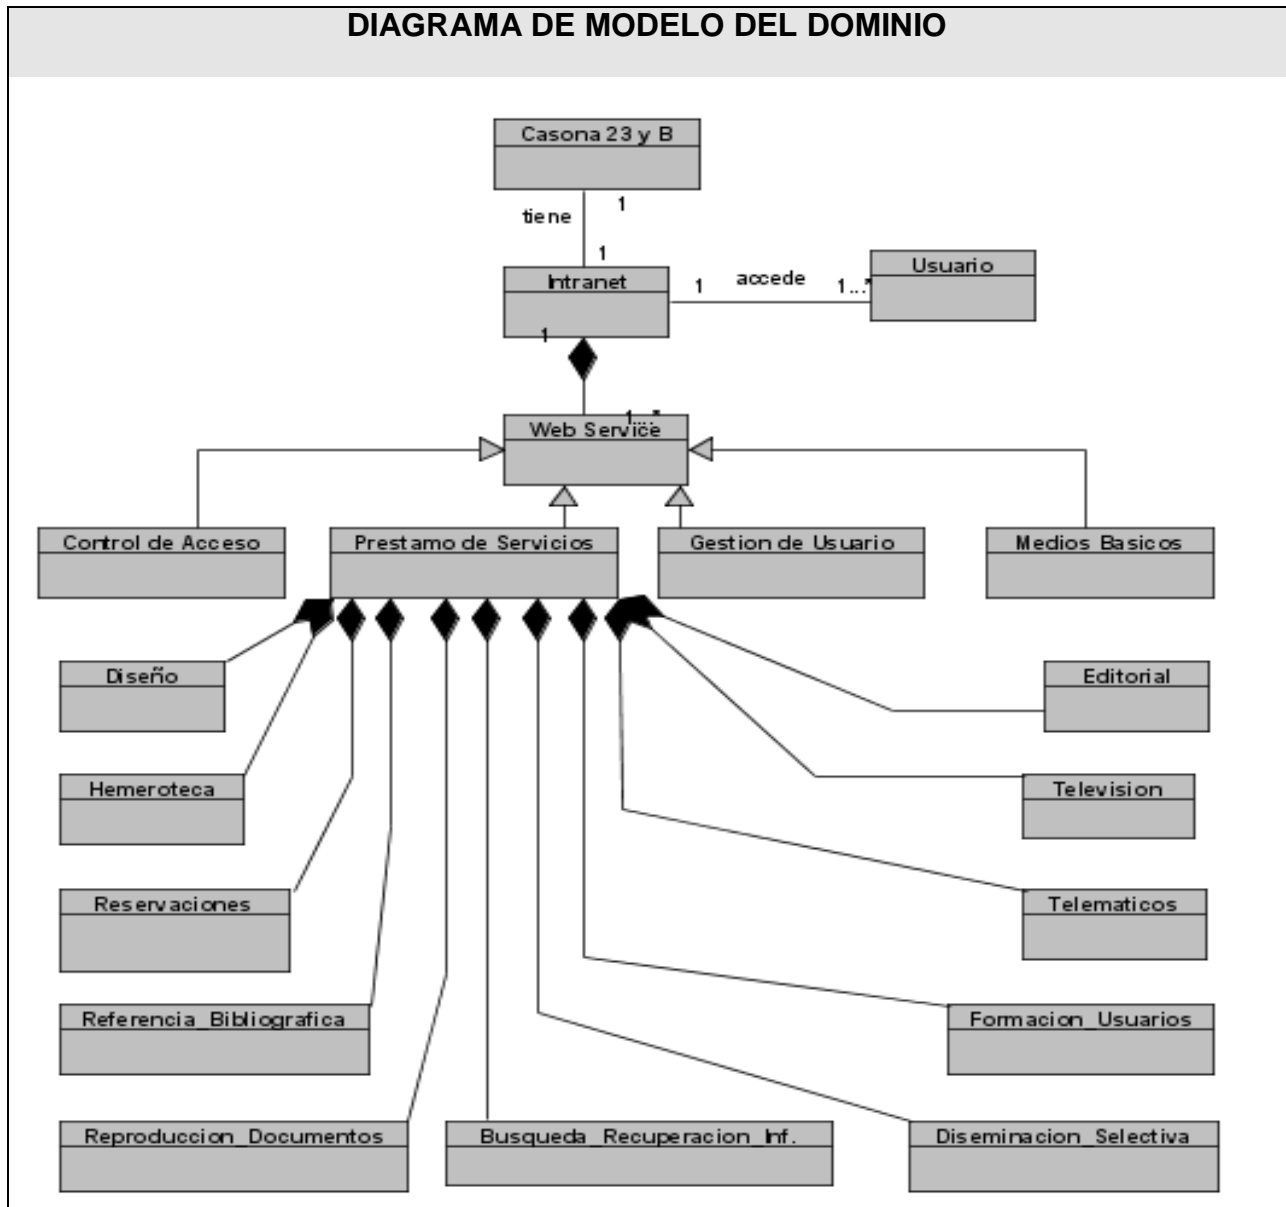 DIAGRAMA DE MODELO DEL DOMINIO
Casona 23 y B
tiene
1
1
Intranet
1
accede
1...*
Usuario
1
1...*
Web Service
Control de Acceso
Prestamo de Servicios
Gestion de Usuario
Medios Basicos
Diseño
Editorial
Hemeroteca
Television
Reservaciones
Telematicos
Referencia_Bibliografica
Formacion_Usuarios
Reproduccion_Documentos
Busqueda_Recuperacion_Inf.
Diseminacion_Selectiva